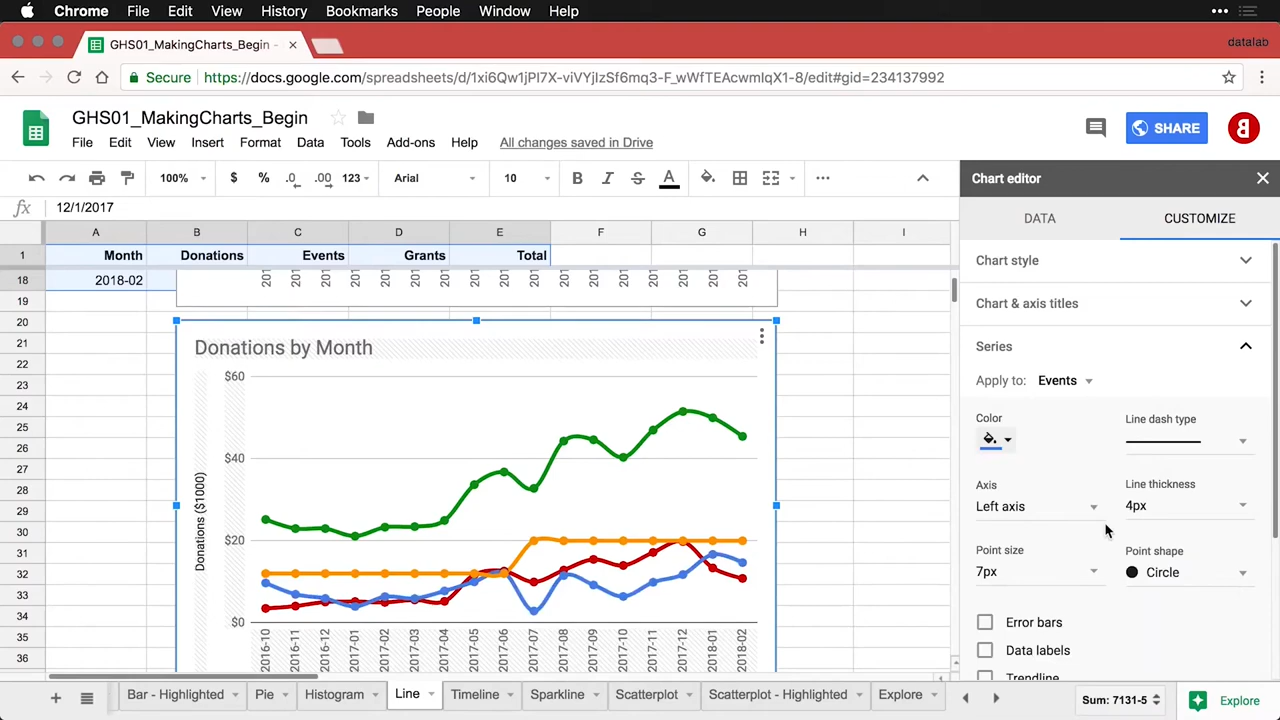 Chrome File Edit View History Bookmarks People Window Help
GHS01_MakingCharts_Begin - datalab
Secure https://docs.google.com/spreadsheets/d/1xi6Qw1jPl7X-viVYjIzSf6mq3-F_wWfTEAcwmIqX1-8/edit#gid=234137992
GHS01_MakingCharts_Begin
SHARE
File Edit View Insert Format Data Tools Add-ons Help All changes saved in Drive
100% $ % .0 .00 123 Arial 10 B I S A
Chart editor
fx 12/1/2017
DATA CUSTOMIZE
A B C D E F G H I
1 Month Donations Events Grants Total
Chart style
18 2018-02
19
Chart & axis titles
20
21
22
23
24
25
26
27
28
29
30
31
32
33
34
35
36
Donations by Month
$60
$40
$20
$0
Donations ($1000)
2016-10 2016-11 2016-12 2017-01 2017-02 2017-03 2017-04 2017-05 2017-06 2017-07 2017-08 2017-09 2017-10 2017-11 2017-12 2018-01 2018-02
Series
Apply to: Events
Color Line dash type
Axis Line thickness
Left axis 4px
Point size Point shape
7px Circle
Error bars
Data labels
Trendline
Bar - Highlighted Pie Histogram Line Timeline Sparkline Scatterplot Scatterplot - Highlighted Explore
Sum: 7131-5 Explore